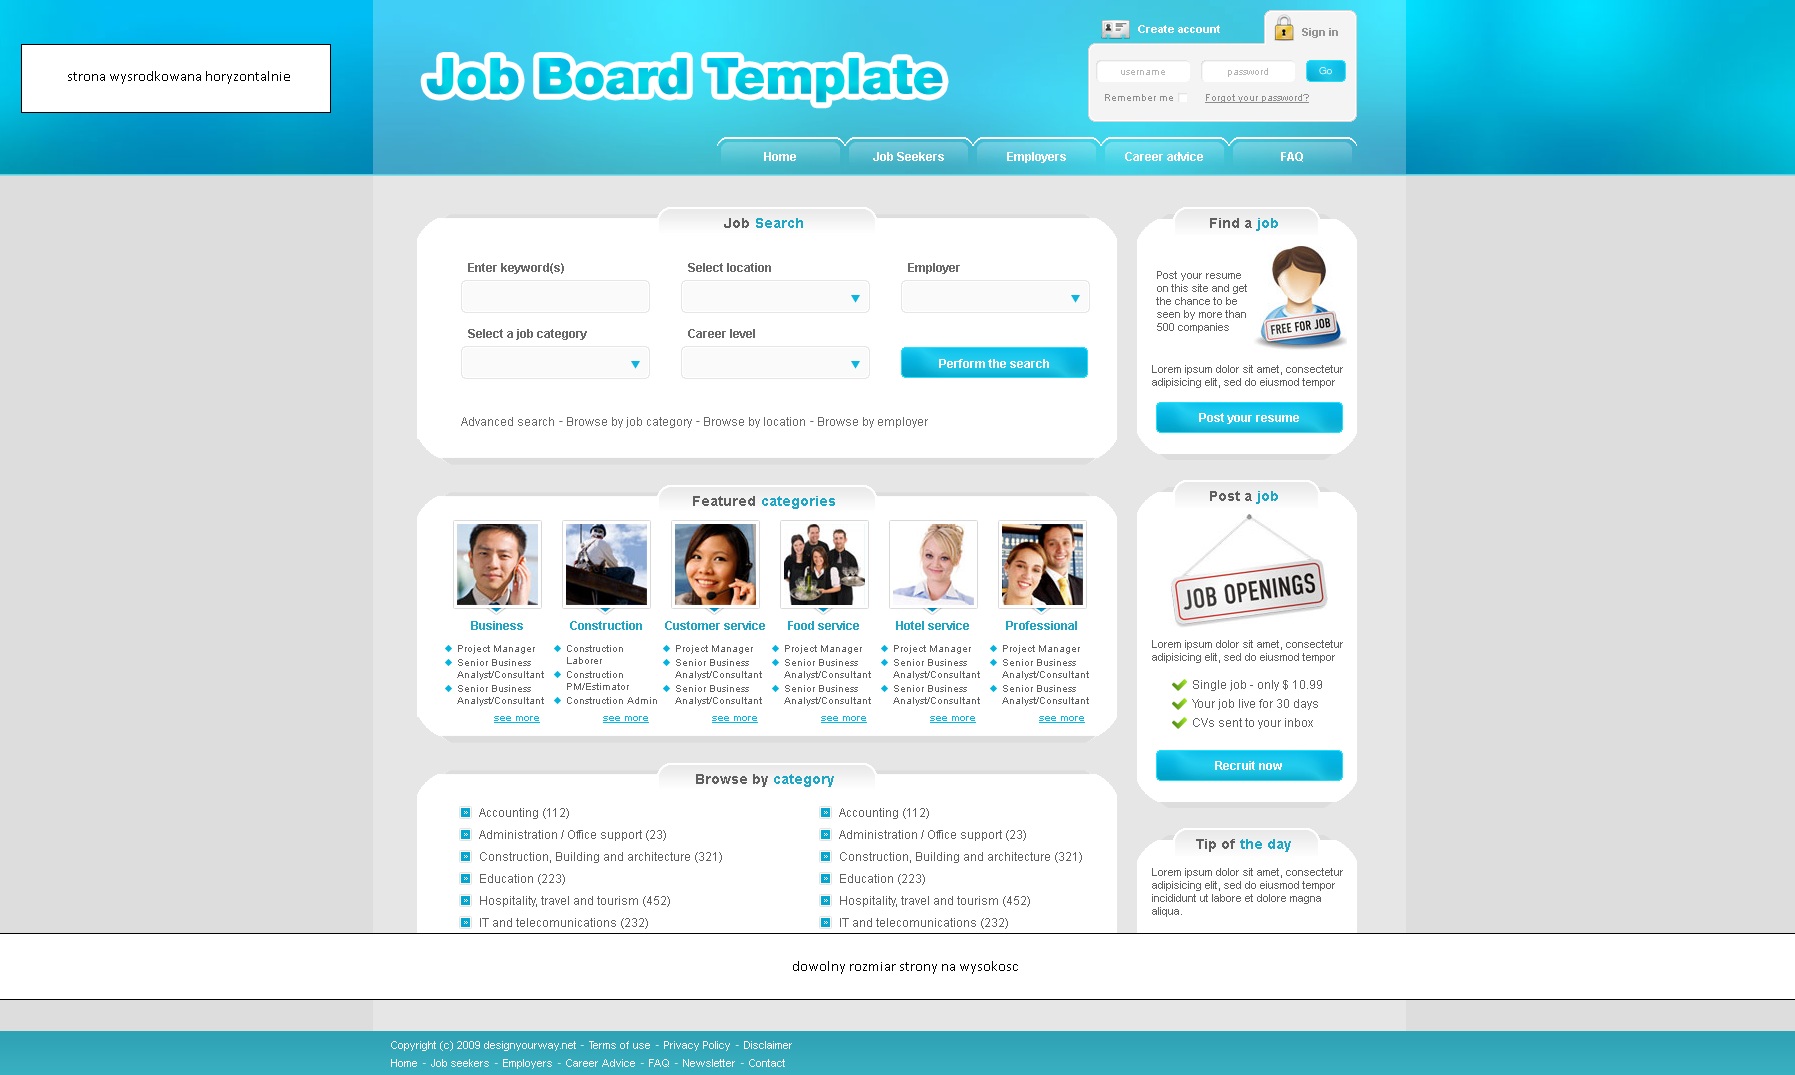 strona wysrodkowana horyzontalnie
Job Board Template
Create account
Sign in
username
password
Go
Remember me
Forgot your password?
Home
Job Seekers
Employers
Career advice
FAQ
Job Search
Enter keyword(s)
Select location
Employer
Select a job category
Career level
Perform the search
Advanced search - Browse by job category - Browse by location - Browse by employer
Find a job
Post your resume
on this site and get
the chance to be
seen by more than
500 companies
FREE FOR JOB
Lorem ipsum dolor sit amet, consectetur
adipisicing elit, sed do eiusmod tempor
Post your resume
Featured categories
Business
Project Manager
Senior Business
Analyst/Consultant
Senior Business
Analyst/Consultant
see more
Construction
Construction
Laborer
Construction
PM/Estimator
Construction Admin
see more
Customer service
Project Manager
Senior Business
Analyst/Consultant
Senior Business
Analyst/Consultant
see more
Food service
Project Manager
Senior Business
Analyst/Consultant
Senior Business
Analyst/Consultant
see more
Hotel service
Project Manager
Senior Business
Analyst/Consultant
Senior Business
Analyst/Consultant
see more
Professional
Project Manager
Senior Business
Analyst/Consultant
Senior Business
Analyst/Consultant
see more
Post a job
JOB OPENINGS
Lorem ipsum dolor sit amet, consectetur
adipisicing elit, sed do eiusmod tempor
Single job - only $ 10.99
Your job live for 30 days
CVs sent to your inbox
Recruit now
Browse by category
Accounting (112)
Administration / Office support (23)
Construction, Building and architecture (321)
Education (223)
Hospitality, travel and tourism (452)
IT and telecomunications (232)
Accounting (112)
Administration / Office support (23)
Construction, Building and architecture (321)
Education (223)
Hospitality, travel and tourism (452)
IT and telecomunications (232)
Tip of the day
Lorem ipsum dolor sit amet, consectetur
adipisicing elit, sed do eiusmod tempor
incididunt ut labore et dolore magna
aliqua.
dowolny rozmiar strony na wysokosc
Copyright (c) 2009 designyourway.net - Terms of use - Privacy Policy - Disclaimer
Home - Job seekers - Employers - Career Advice - FAQ - Newsletter - Contact